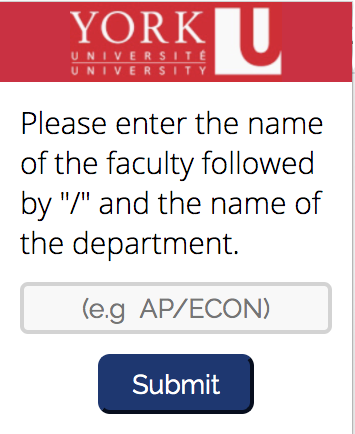 YORK U
UNIVERSITÉ
UNIVERSITY
Please enter the name
of the faculty followed
by "/" and the name of
the department.
(e.g  AP/ECON)
Submit